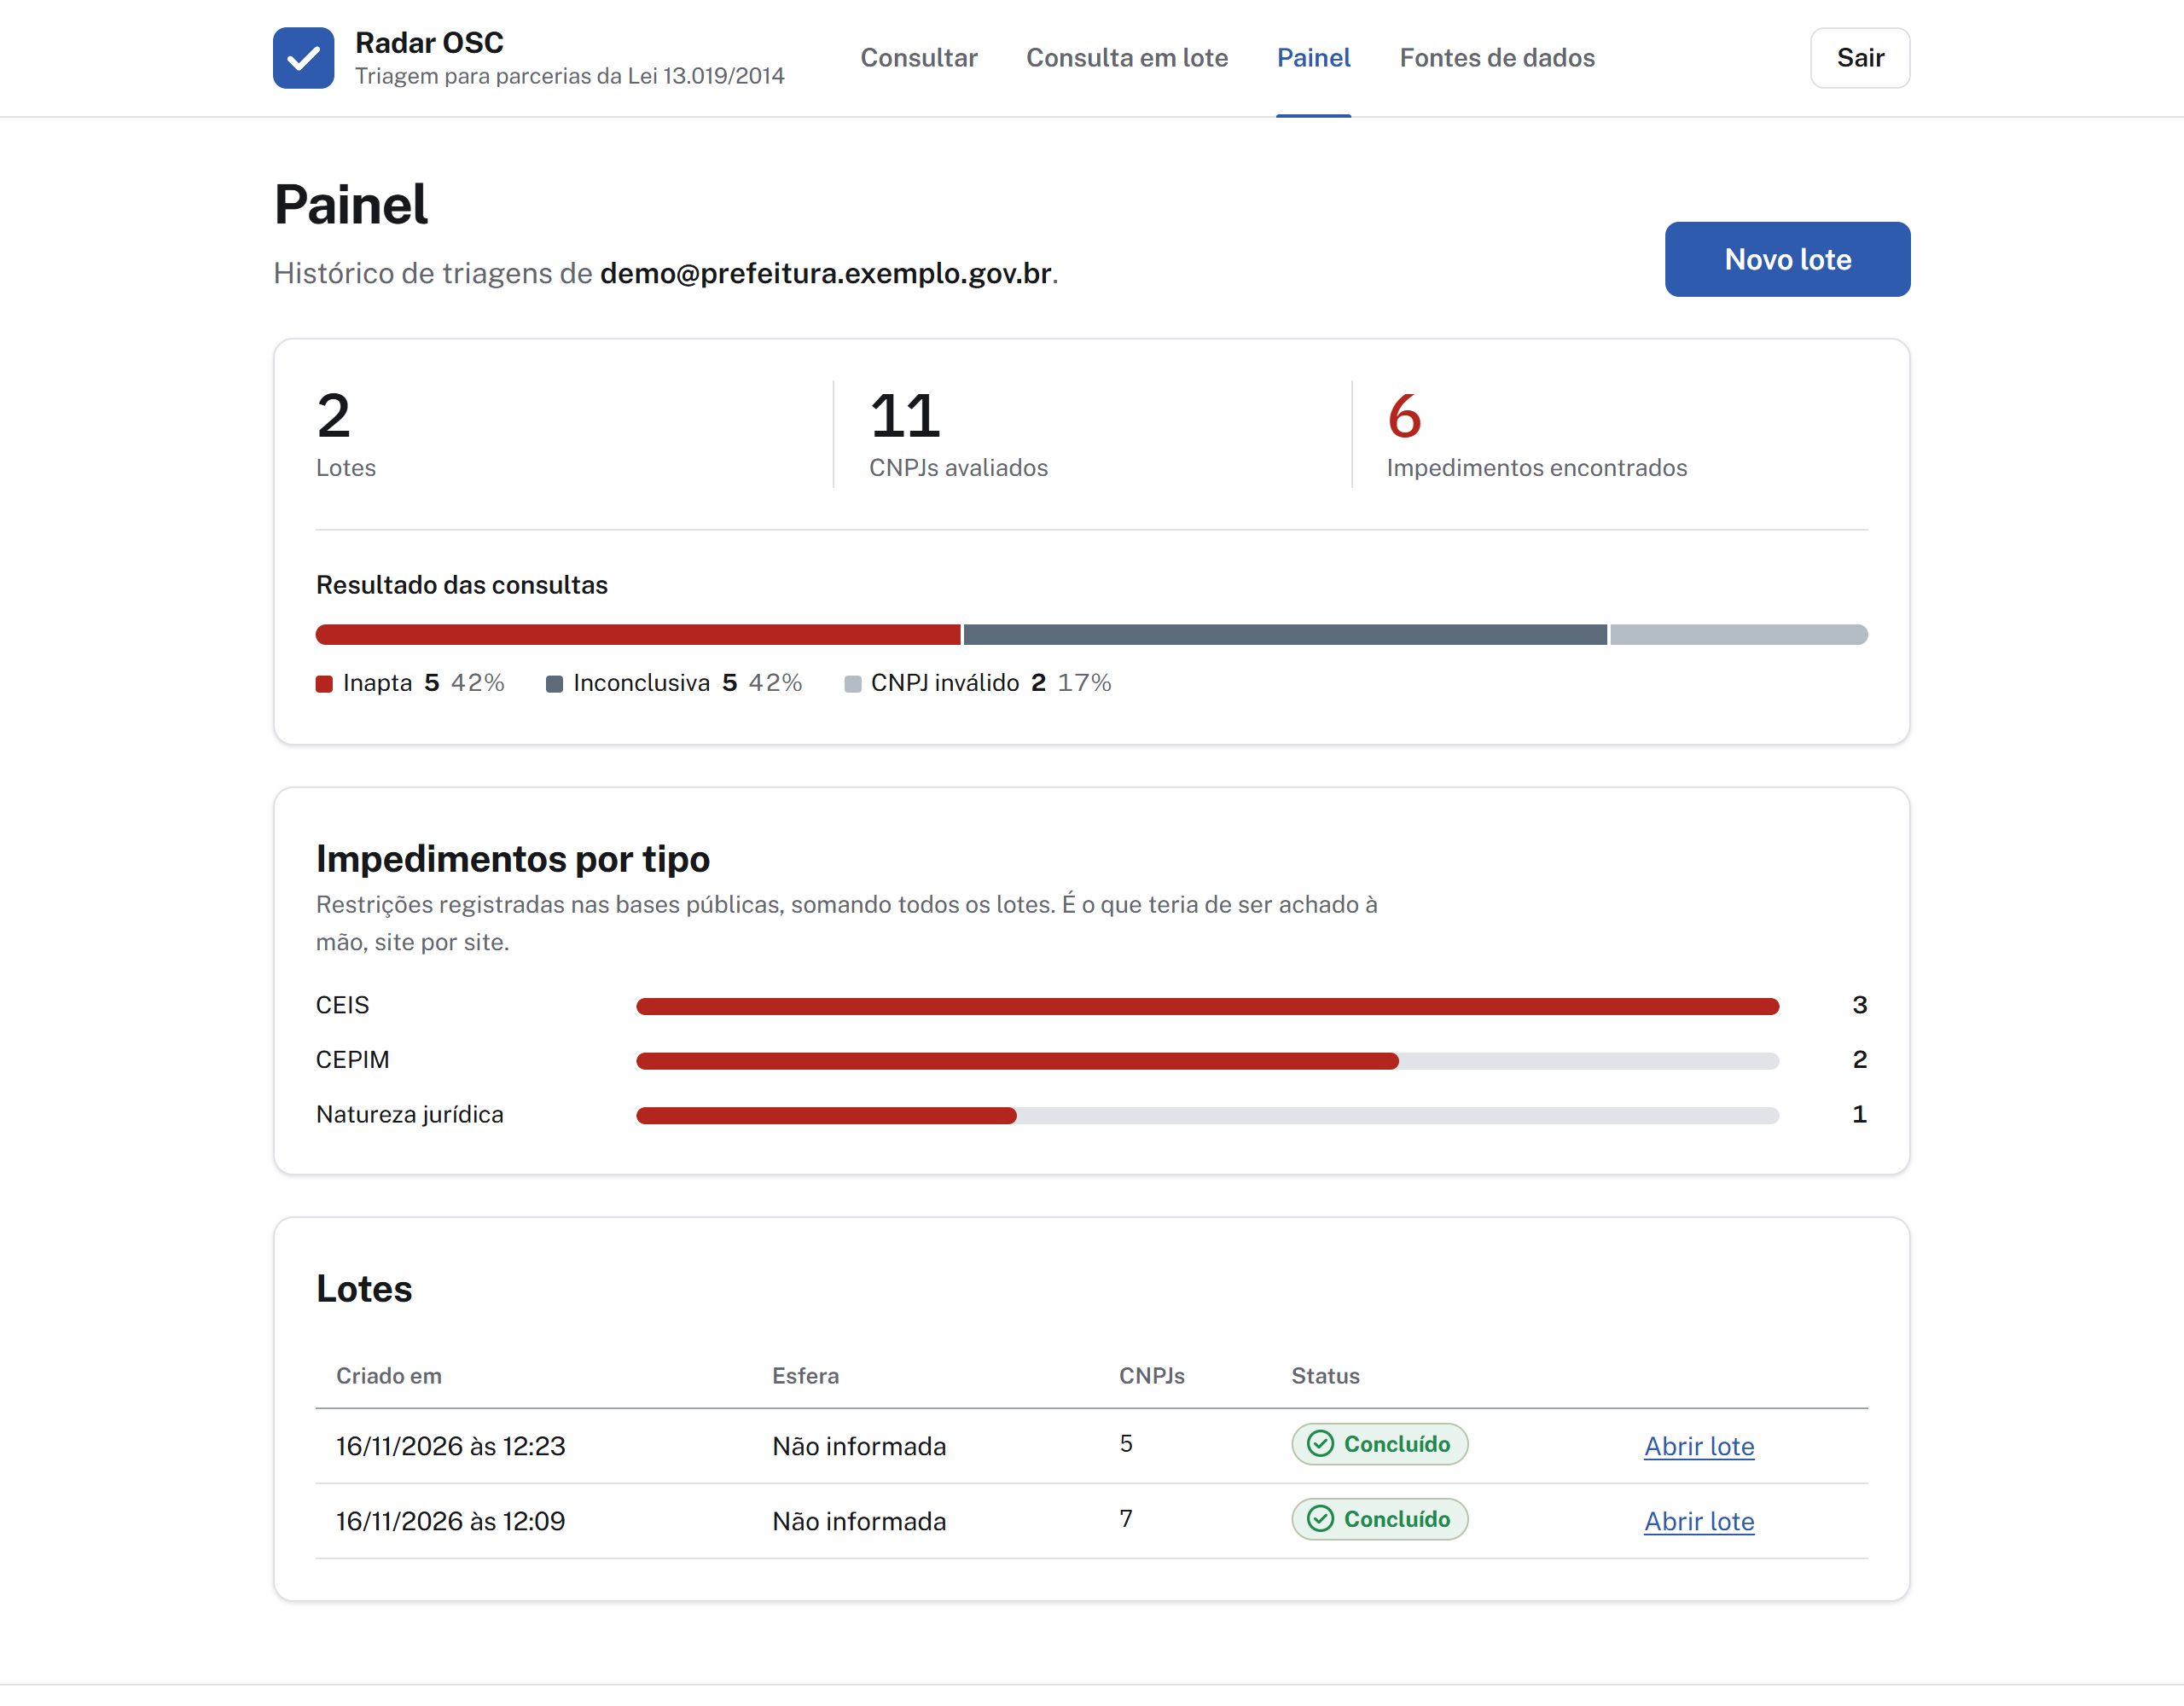 Radar OSC
Triagem para parcerias da Lei 13.019/2014
Consultar
Consulta em lote
Painel
Fontes de dados
Sair
Painel
Histórico de triagens de demo@prefeitura.exemplo.gov.br.
Novo lote
2
Lotes
11
CNPJs avaliados
6
Impedimentos encontrados
Resultado das consultas
Inapta 5 42%
Inconclusiva 5 42%
CNPJ inválido 2 17%
Impedimentos por tipo
Restrições registradas nas bases públicas, somando todos os lotes. É o que teria de ser achado à
mão, site por site.
CEIS 3
CEPIM 2
Natureza jurídica 1
Lotes
Criado em Esfera CNPJs Status
16/11/2026 às 12:23 Não informada 5 Concluído Abrir lote
16/11/2026 às 12:09 Não informada 7 Concluído Abrir lote